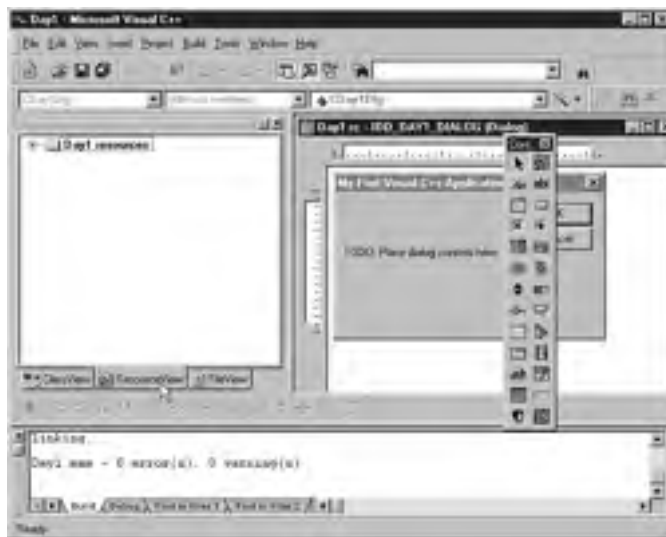 Day1 - Microsoft Visual C++
File Edit View Insert Project Build Tools Window Help
CDay1Dlg
Day1.rc - IDD_DAY1_DIALOG (Dialog)
Day1 resources
My First Visual C++ Application
TODO: Place dialog controls here.
ClassView ResourceView FileView
Linking...
Day1.exe - 0 error(s), 0 warning(s)
Build Debug Find in Files 1 Find in Files 2
Ready